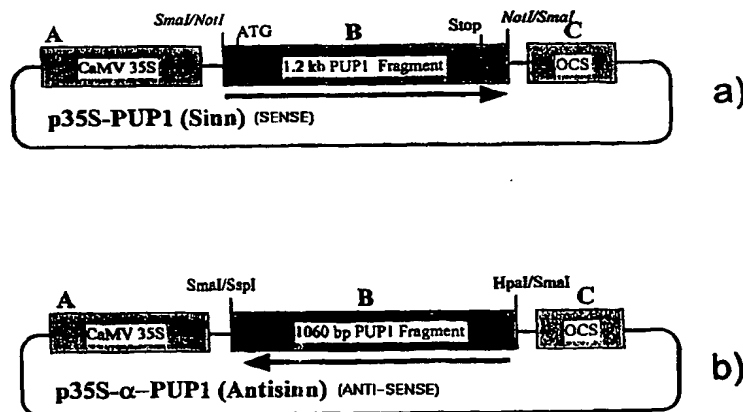 SmaI/NotI
NotI/SmaI
A
ATG
B
Stop
C
CaMV 35S
1.2 kb PUP1 Fragment
OCS
a)
p35S-PUP1 (Sinn) (SENSE)
SmaI/SspI
HpaI/SmaI
A
B
C
CaMV 35S
1060 bp PUP1 Fragment
OCS
b)
p35S-α-PUP1 (Antisinn) (ANTI-SENSE)